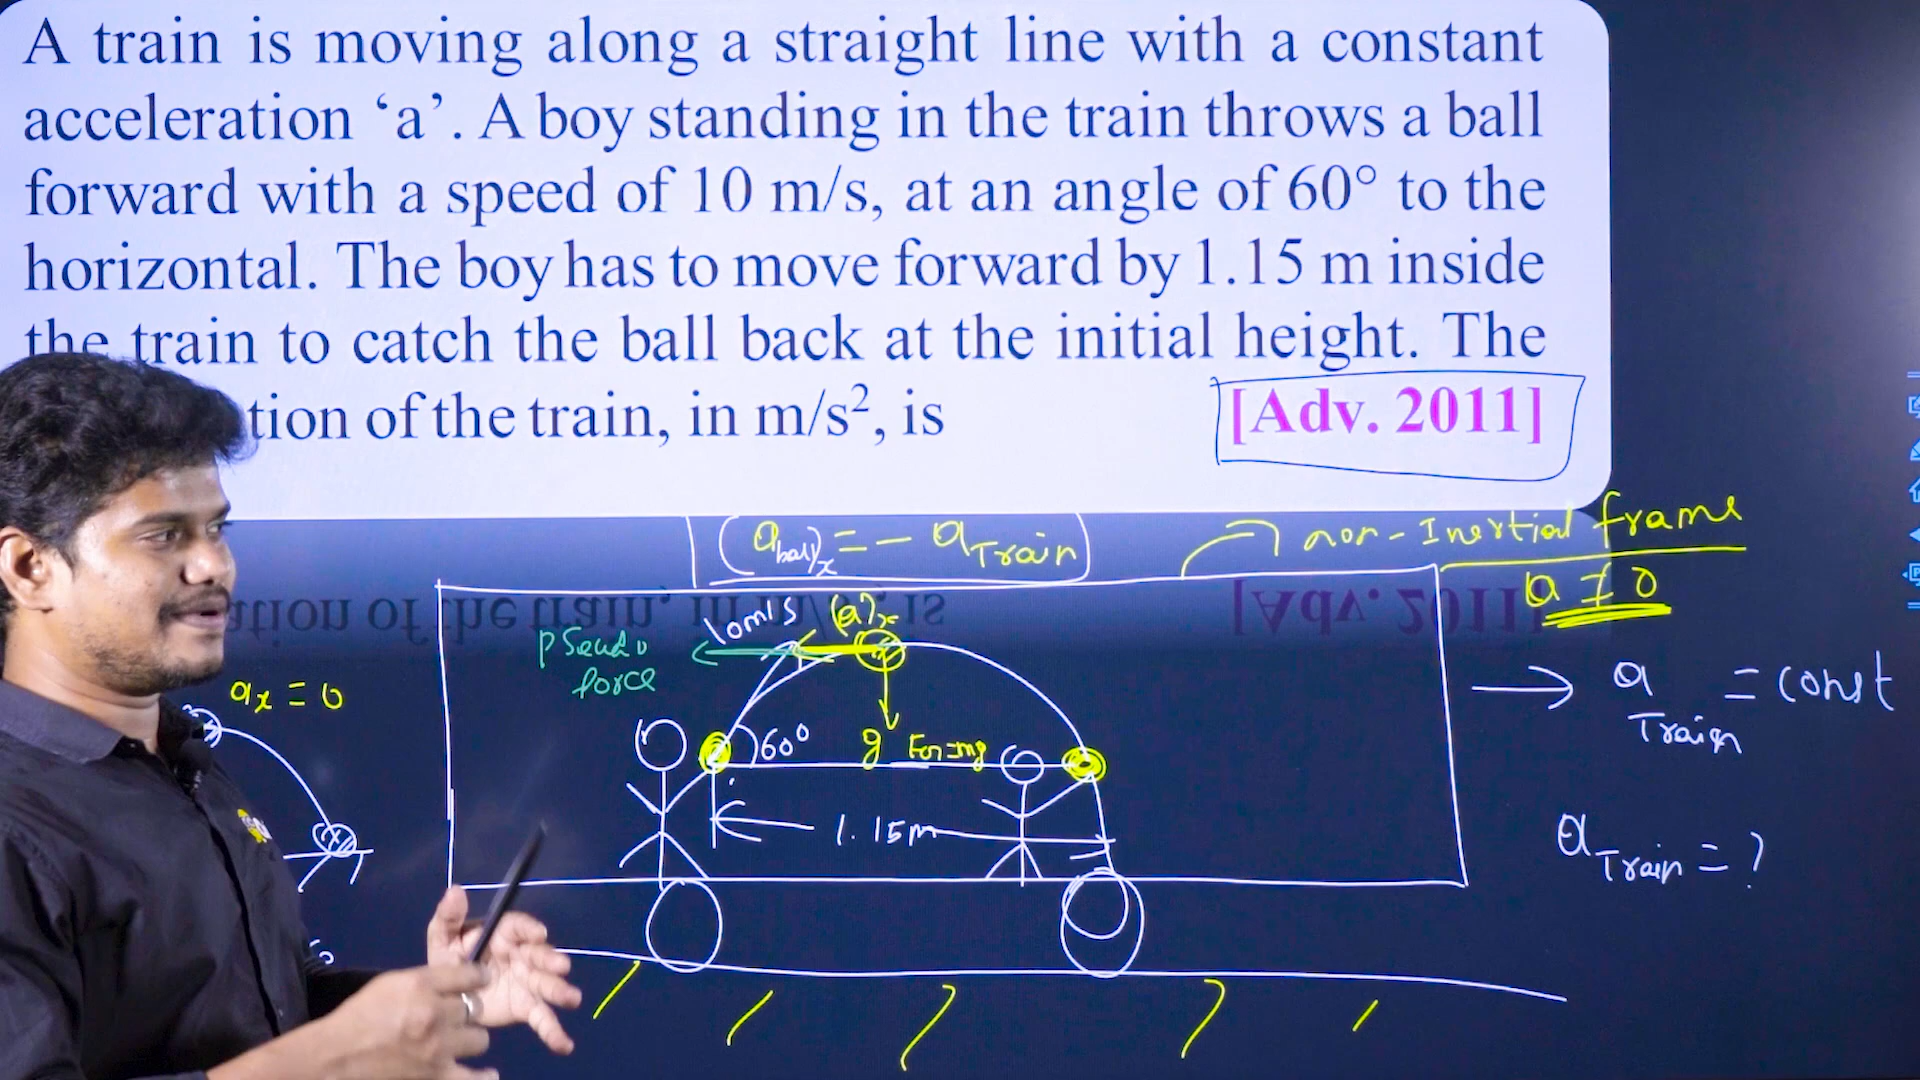 A train is moving along a straight line with a constant
acceleration ‘a’. A boy standing in the train throws a ball
forward with a speed of 10 m/s, at an angle of 60° to the
horizontal. The boy has to move forward by 1.15 m inside
the train to catch the ball back at the initial height. The
tion of the train, in m/s², is
[Adv. 2011]
(a_ball)_x = - a_Train
non-Inertial frame
a ≠ 0
10m/s
(a)_x
pseudo
force
a_x = 0
60°
g
F_G=mg
1.15m
a_Train = const
a_Train = ?